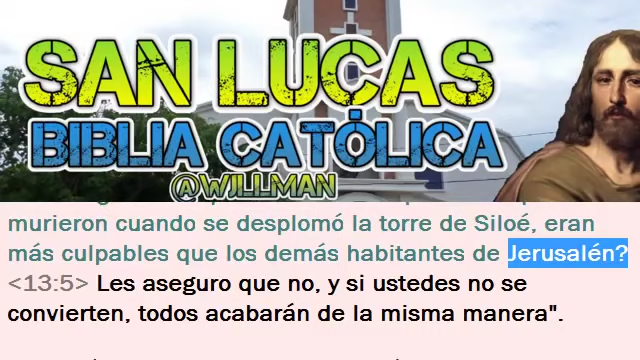 SAN LUCAS
BIBLIA CATÓLICA
@WJLLMAN
murieron cuando se desplomó la torre de Siloé, eran
más culpables que los demás habitantes de Jerusalén?
<13:5> Les aseguro que no, y si ustedes no se
convierten, todos acabarán de la misma manera".